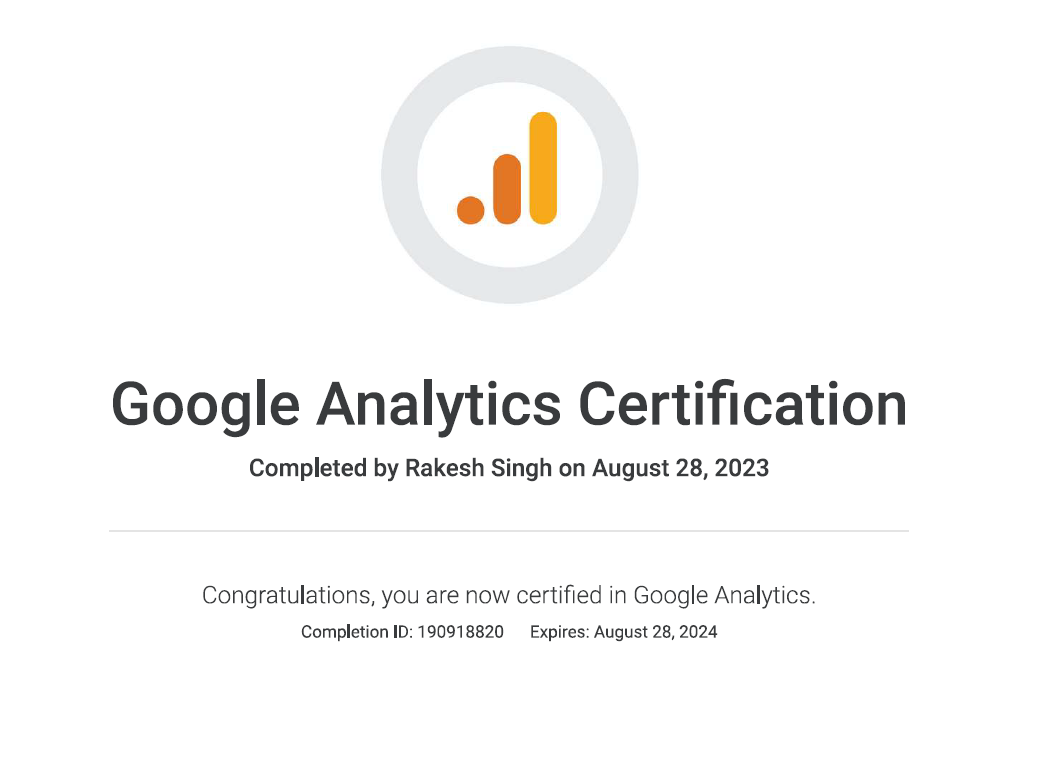 Google Analytics Certification
Completed by Rakesh Singh on August 28, 2023
Congratulations, you are now certified in Google Analytics.
Completion ID: 190918820 Expires: August 28, 2024